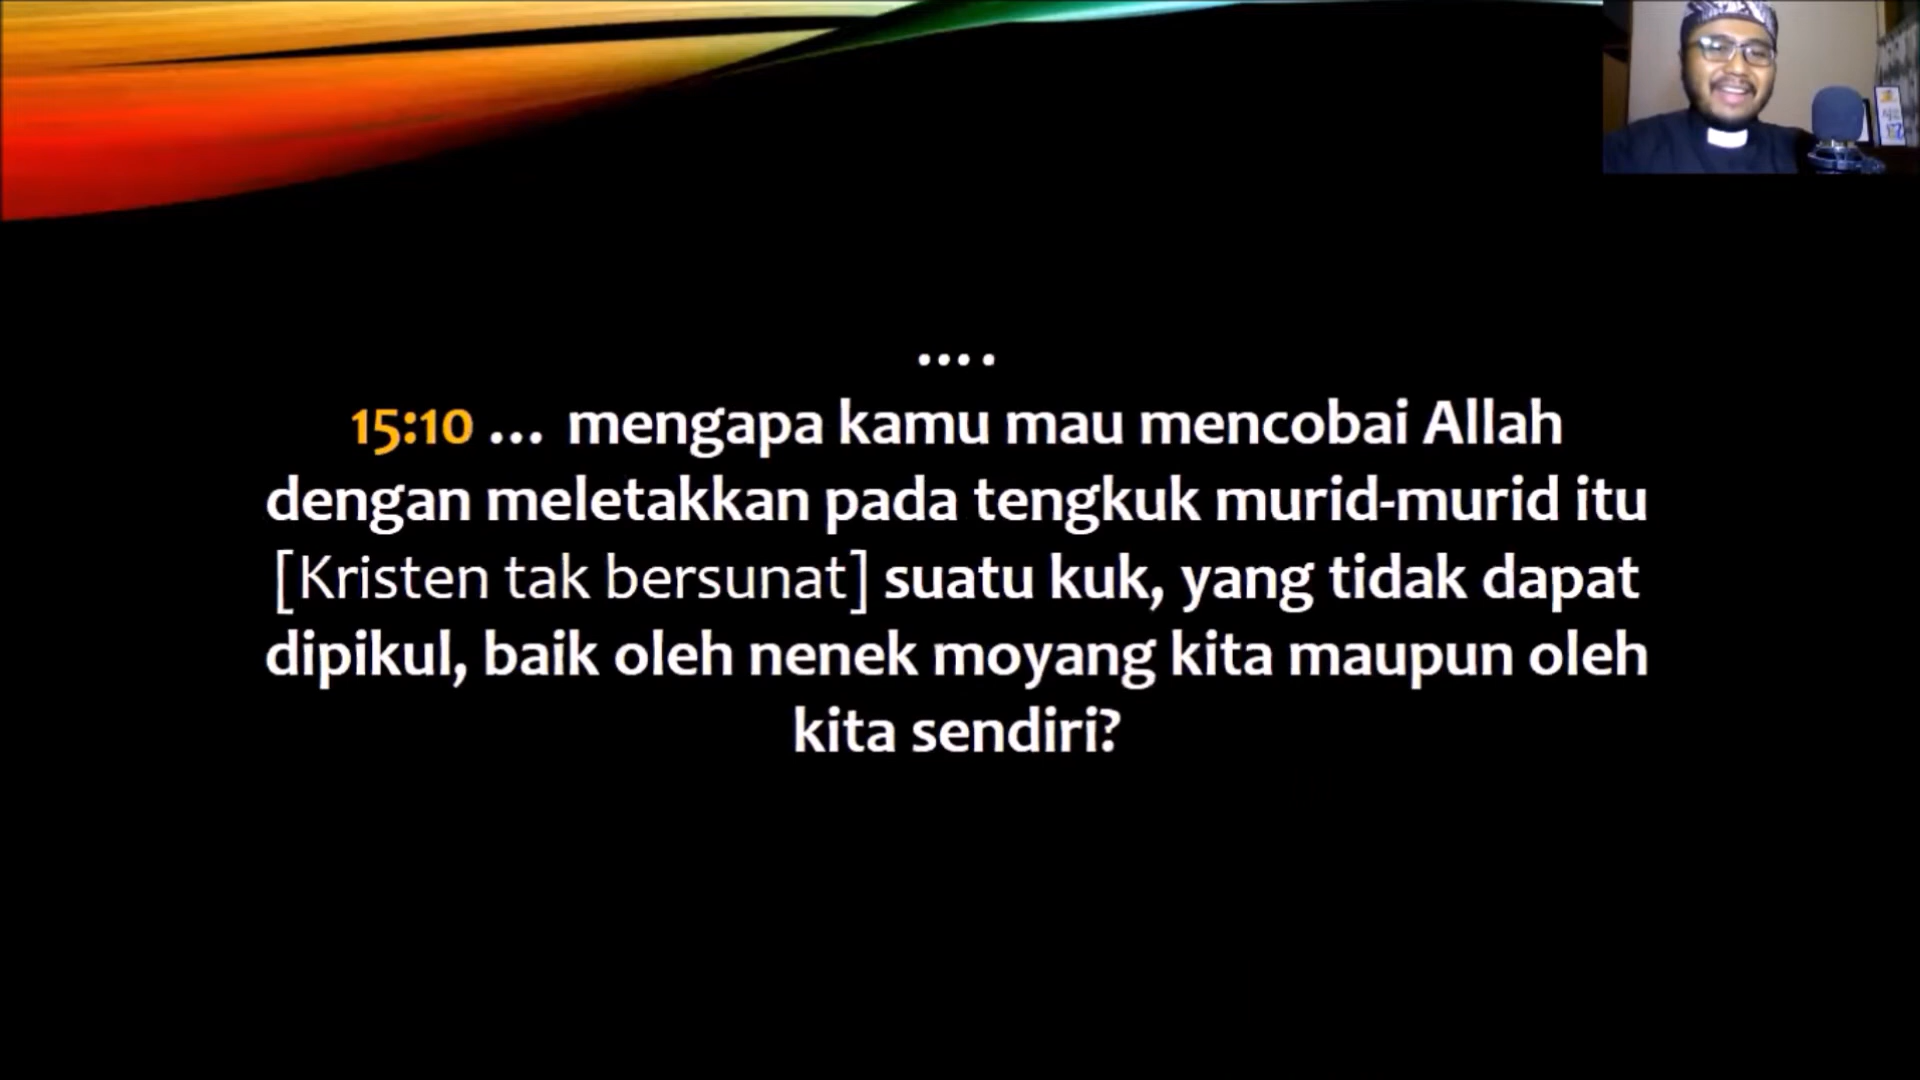 ....
15:10 ... mengapa kamu mau mencobai Allah
dengan meletakkan pada tengkuk murid-murid itu
[Kristen tak bersunat] suatu kuk, yang tidak dapat
dipikul, baik oleh nenek moyang kita maupun oleh
kita sendiri?